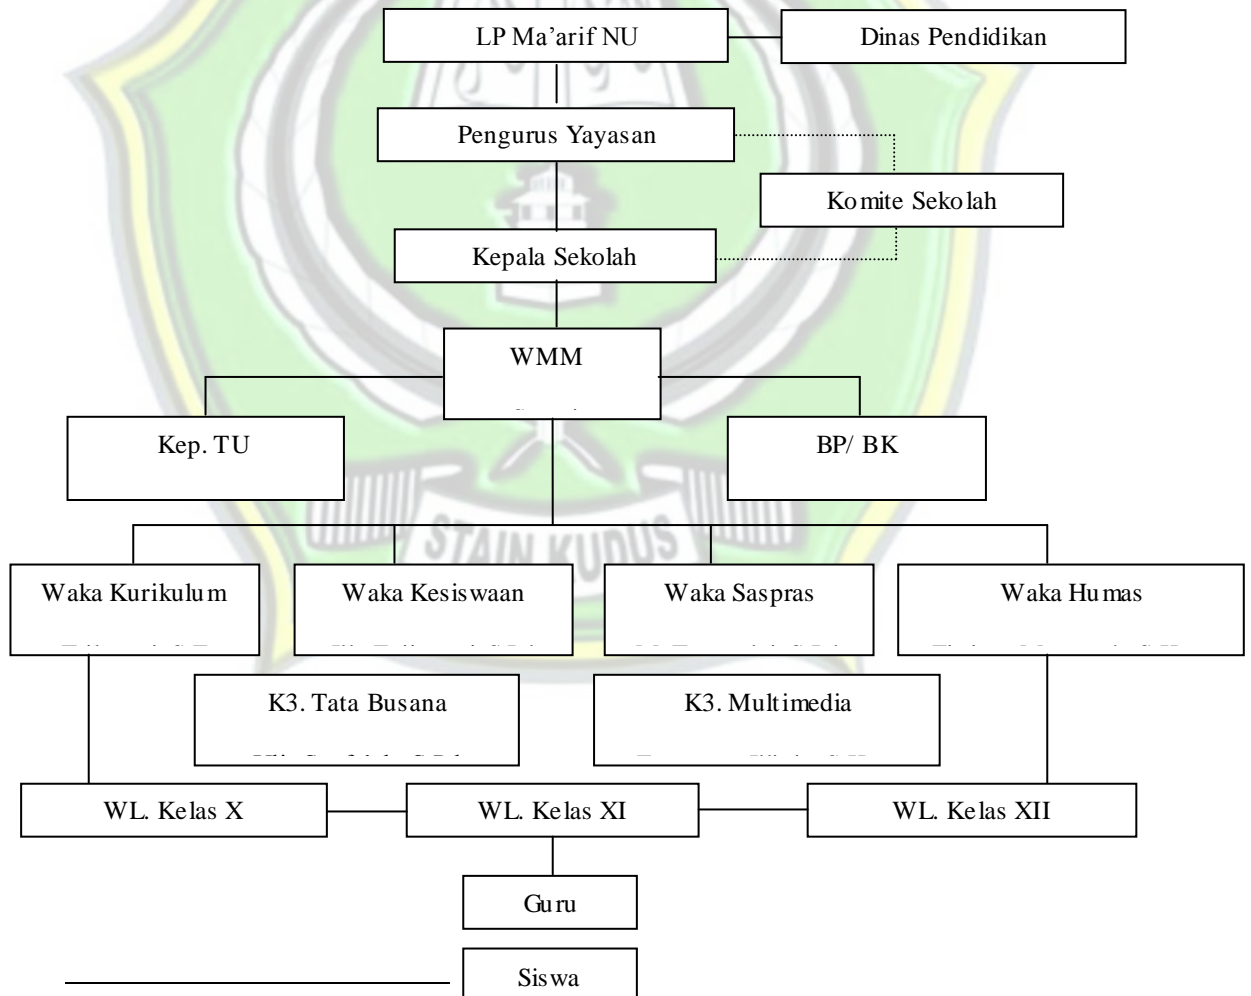 LP Ma’arif NU
Dinas Pendidikan
Pengurus Yayasan
Komite Sekolah
Kepala Sekolah
WMM
Kep. TU
BP/ BK
STAIN KUDUS
Waka Kurikulum
Waka Kesiswaan
Waka Saspras
Waka Humas
K3. Tata Busana
K3. Multimedia
WL. Kelas X
WL. Kelas XI
WL. Kelas XII
Guru
Siswa